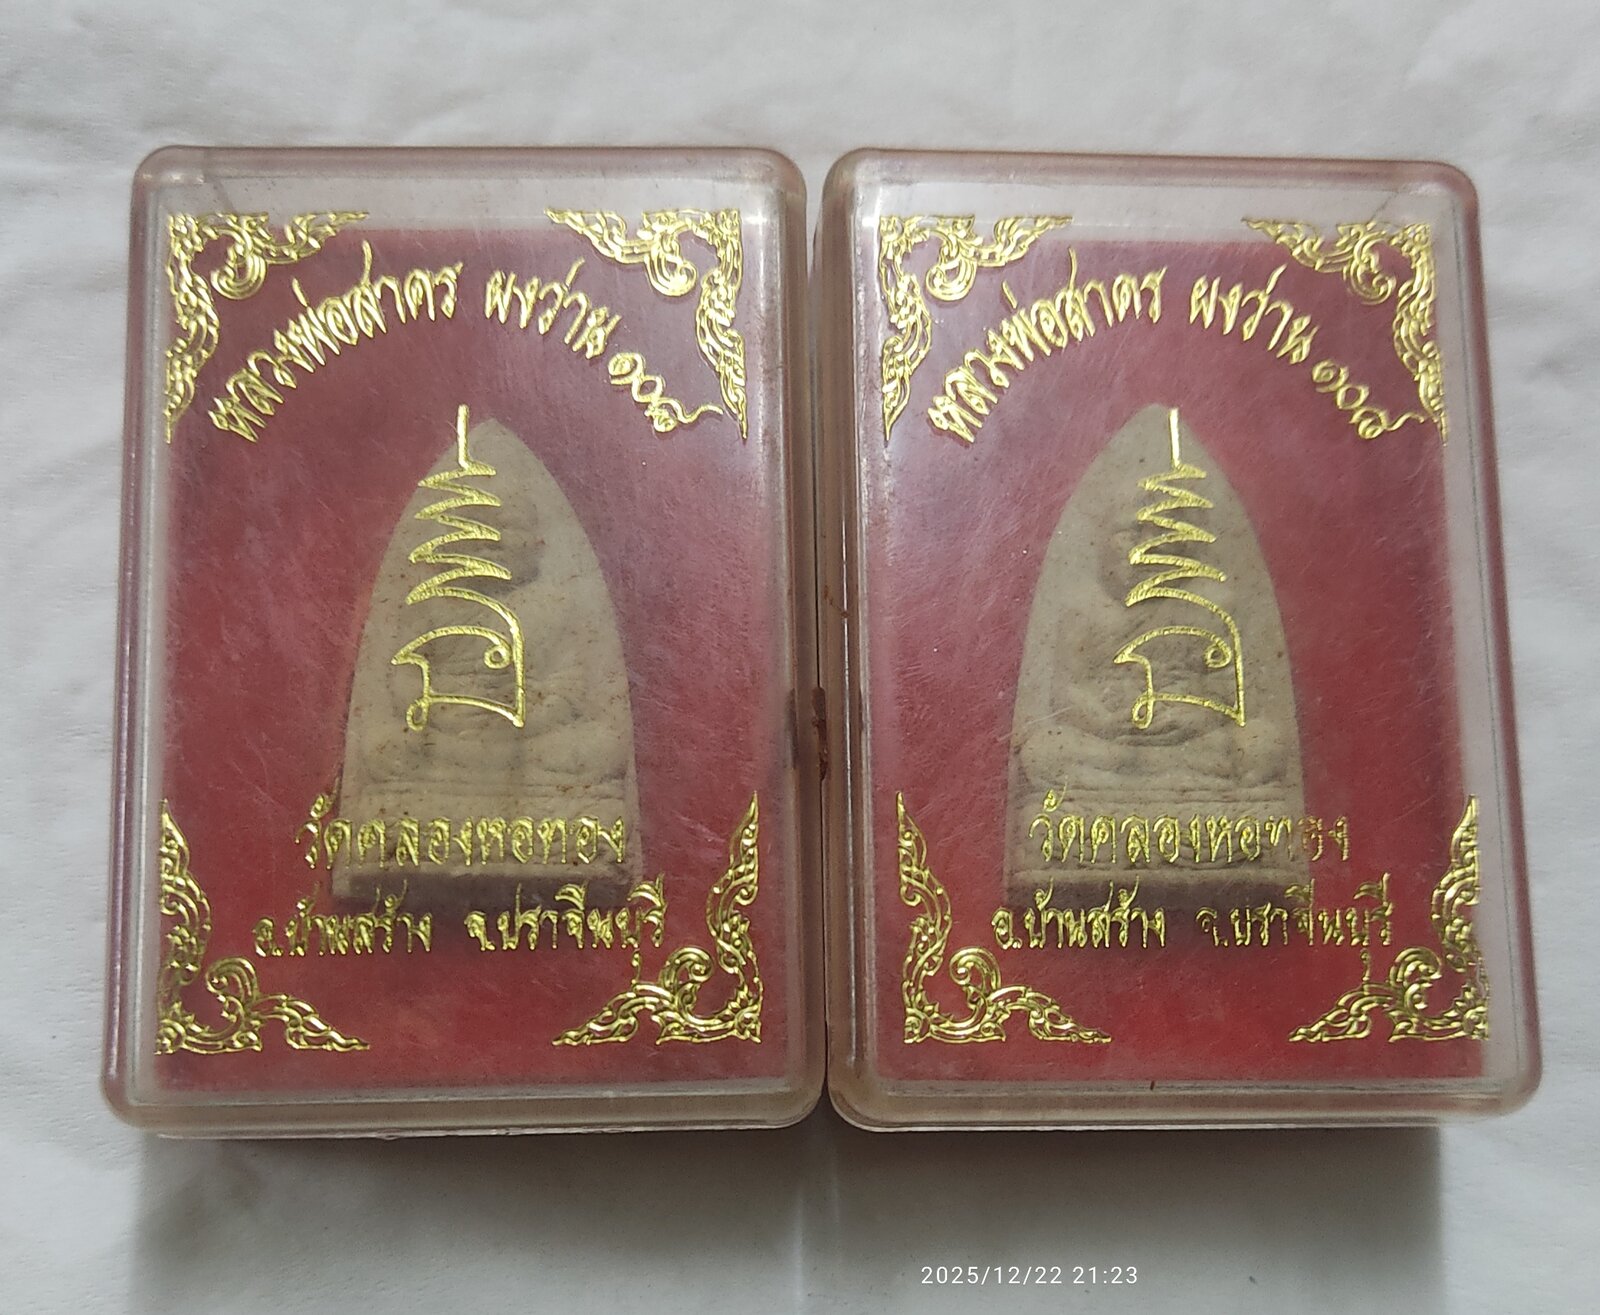 หลวงพ่อสาคร ผงว่าน ๑๐๘
วัดคลองหอทอง
อ.บ้านสร้าง จ.ปราจีนบุรี
หลวงพ่อสาคร ผงว่าน ๑๐๘
วัดคลองหอทอง
อ.บ้านสร้าง จ.ปราจีนบุรี
2025/12/22 21:23